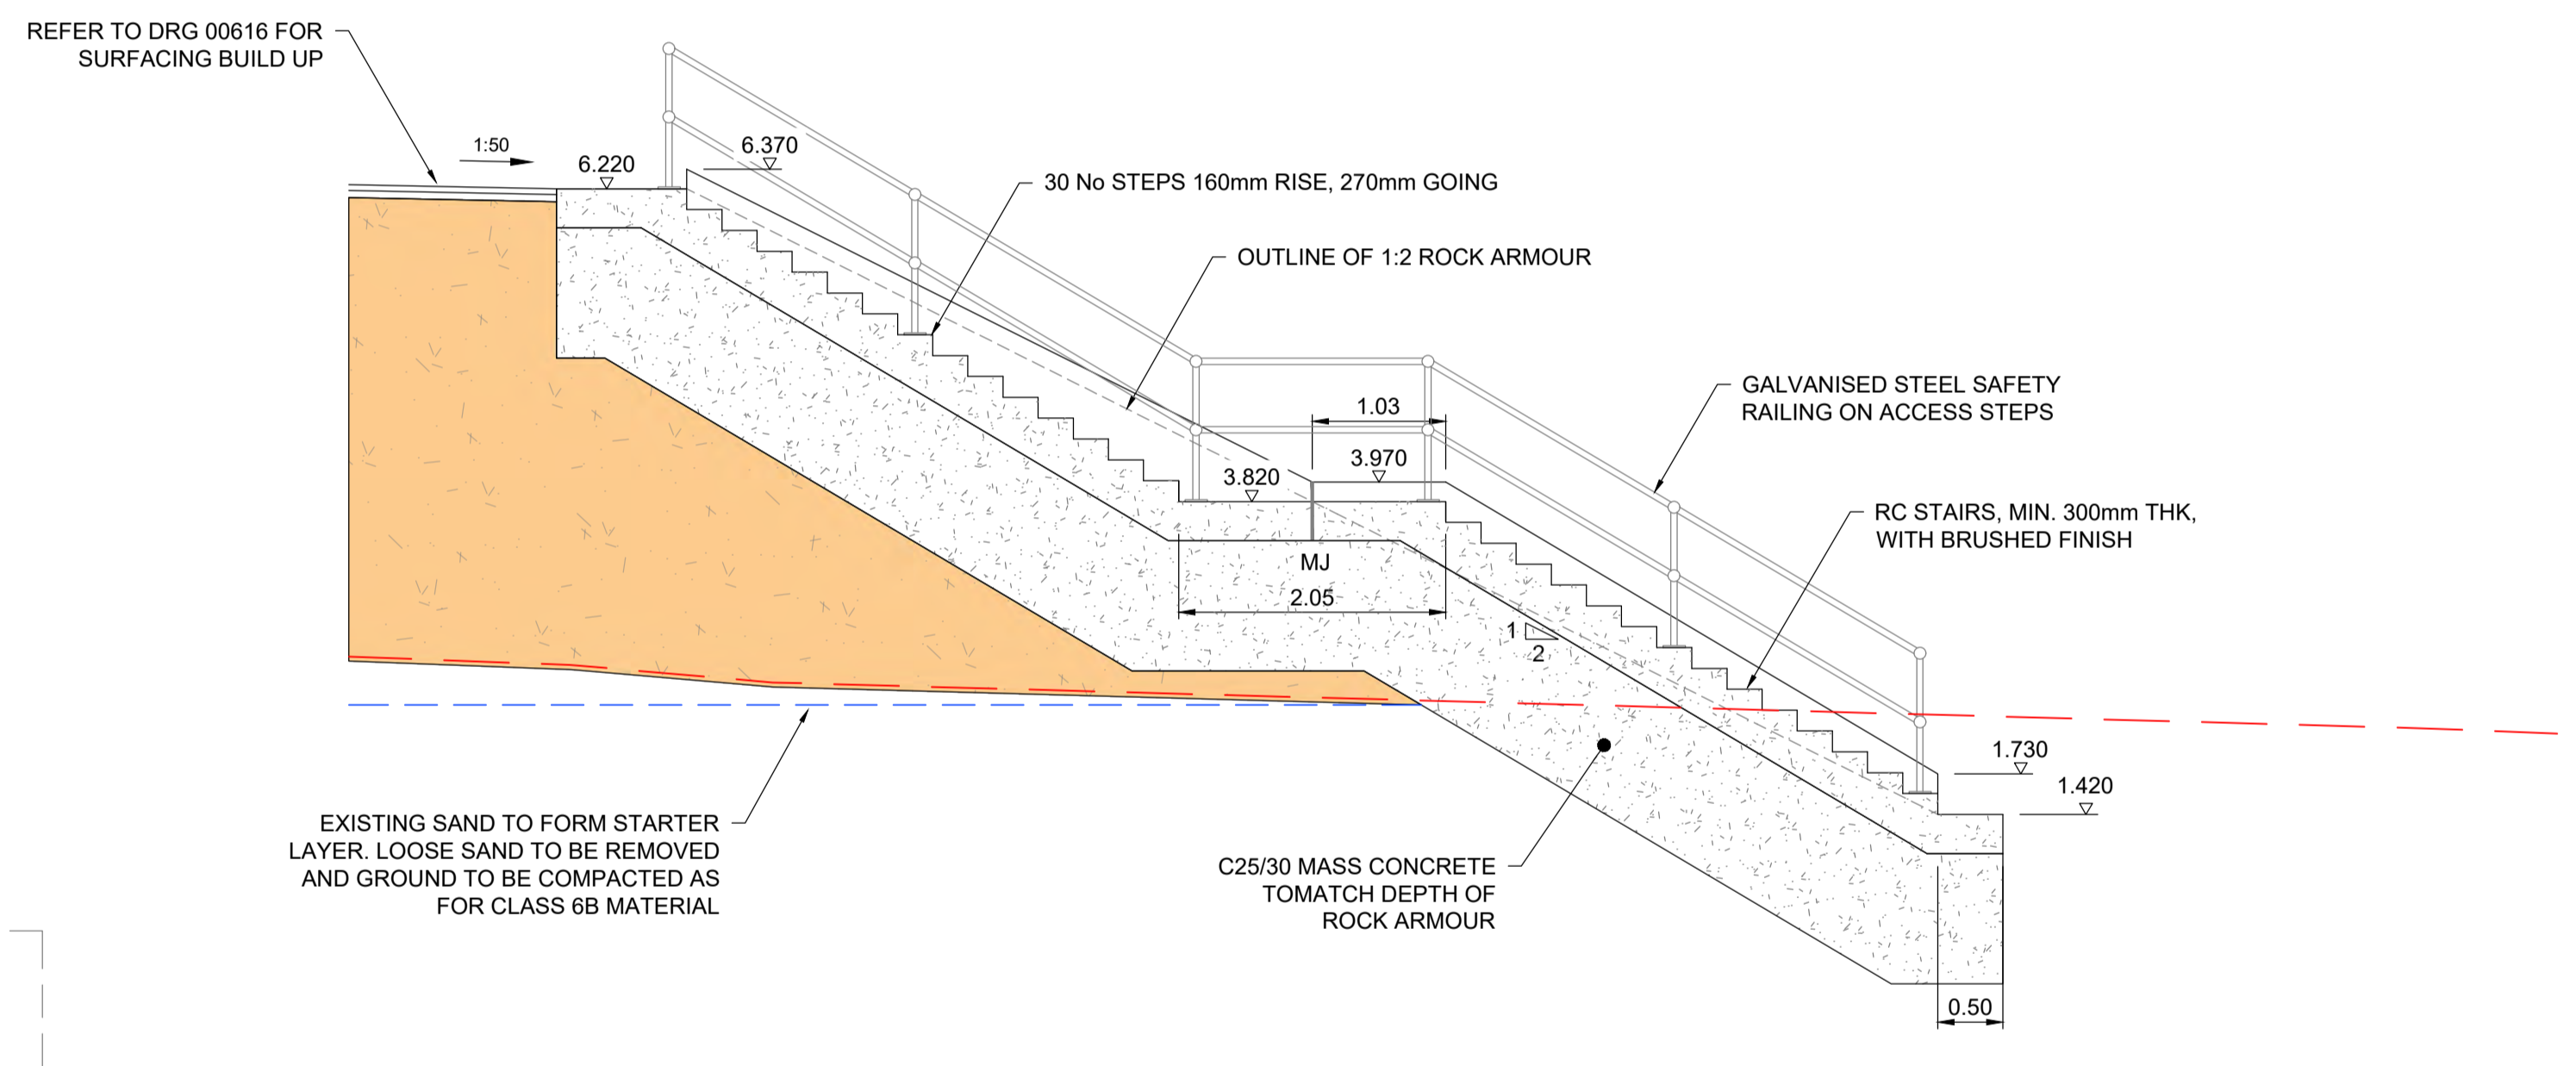 REFER TO DRG 00616 FOR
SURFACING BUILD UP
1:50
6.220
6.370
30 No STEPS 160mm RISE, 270mm GOING
OUTLINE OF 1:2 ROCK ARMOUR
GALVANISED STEEL SAFETY
RAILING ON ACCESS STEPS
1.03
3.970
3.820
RC STAIRS, MIN. 300mm THK,
WITH BRUSHED FINISH
MJ
2.05
1
2
1.730
1.420
EXISTING SAND TO FORM STARTER
LAYER. LOOSE SAND TO BE REMOVED
AND GROUND TO BE COMPACTED AS
FOR CLASS 6B MATERIAL
C25/30 MASS CONCRETE
TOMATCH DEPTH OF
ROCK ARMOUR
0.50